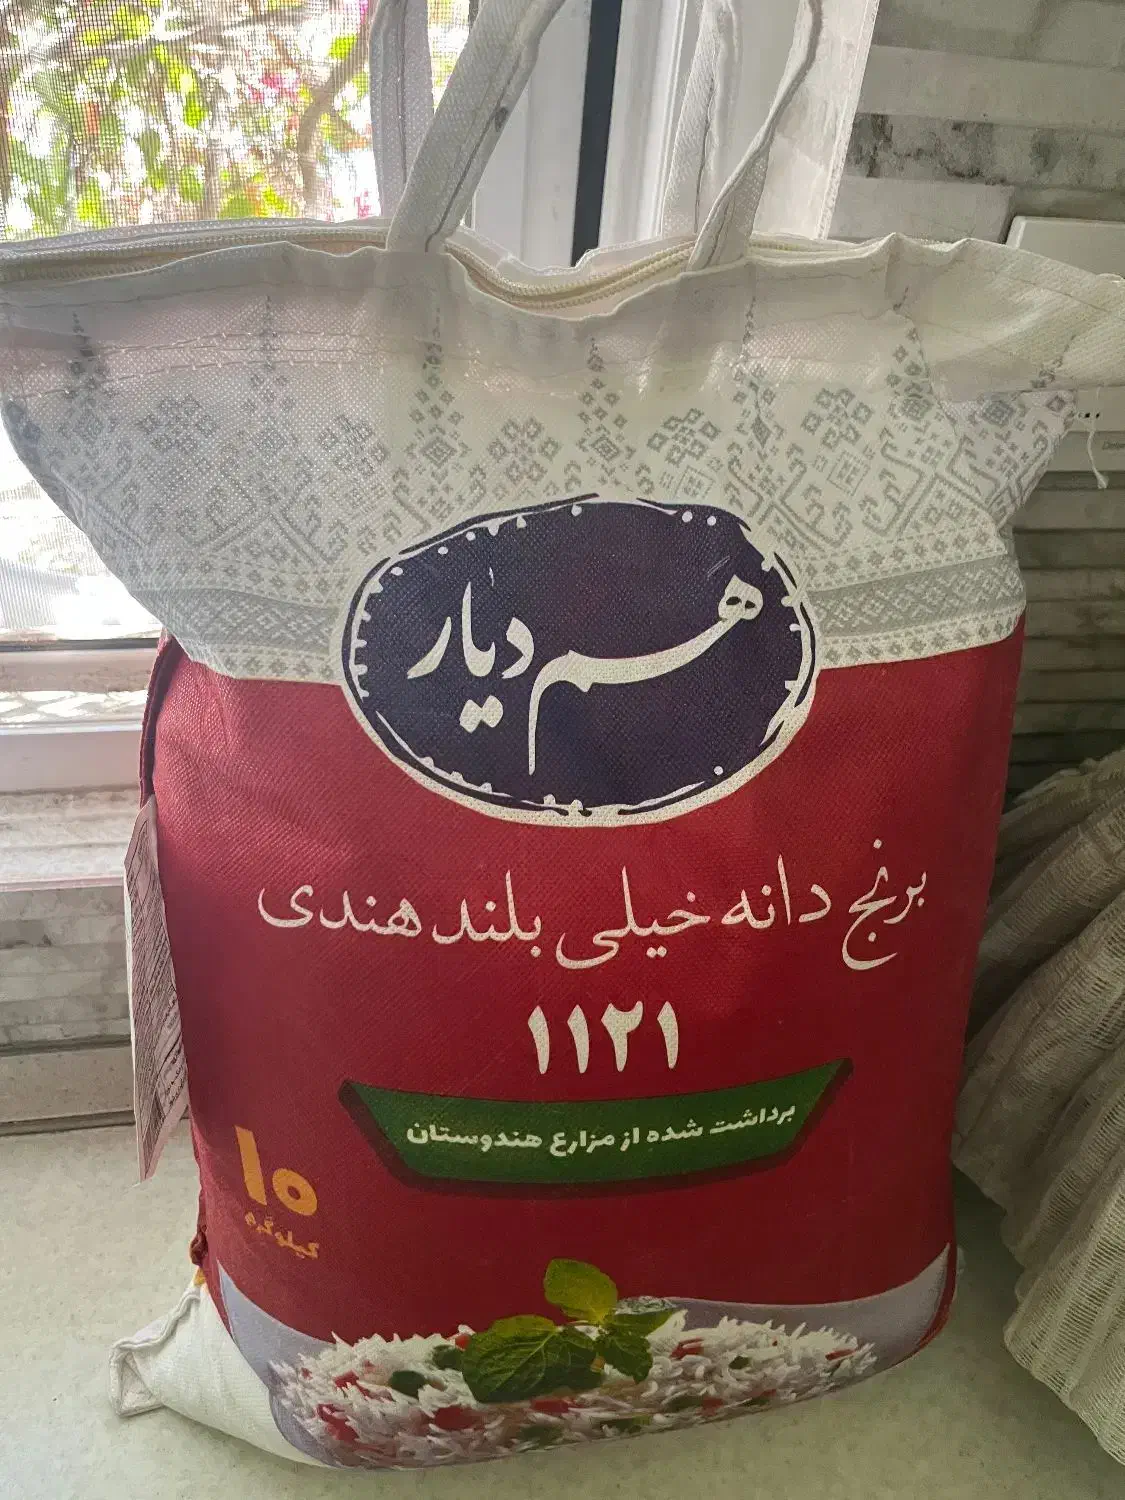 هم دیار
برنج دانه خیلی بلند هندی
۱۱۲۱
برداشت شده از مزارع هندوستان
۱۰
کیلوگرم